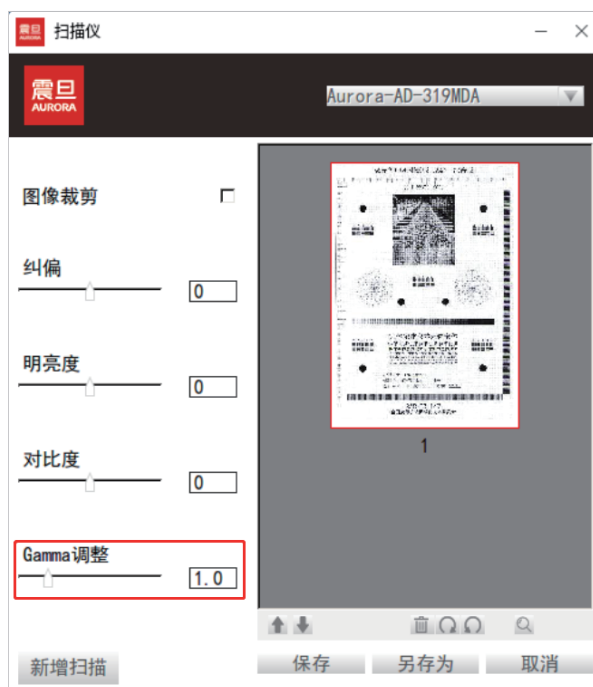 震旦 AURORA 扫描仪
震旦
AURORA
Aurora-AD-319MDA
图像裁剪
纠偏
0
明亮度
0
对比度
0
Gamma调整
1.0
1
新增扫描
保存
另存为
取消